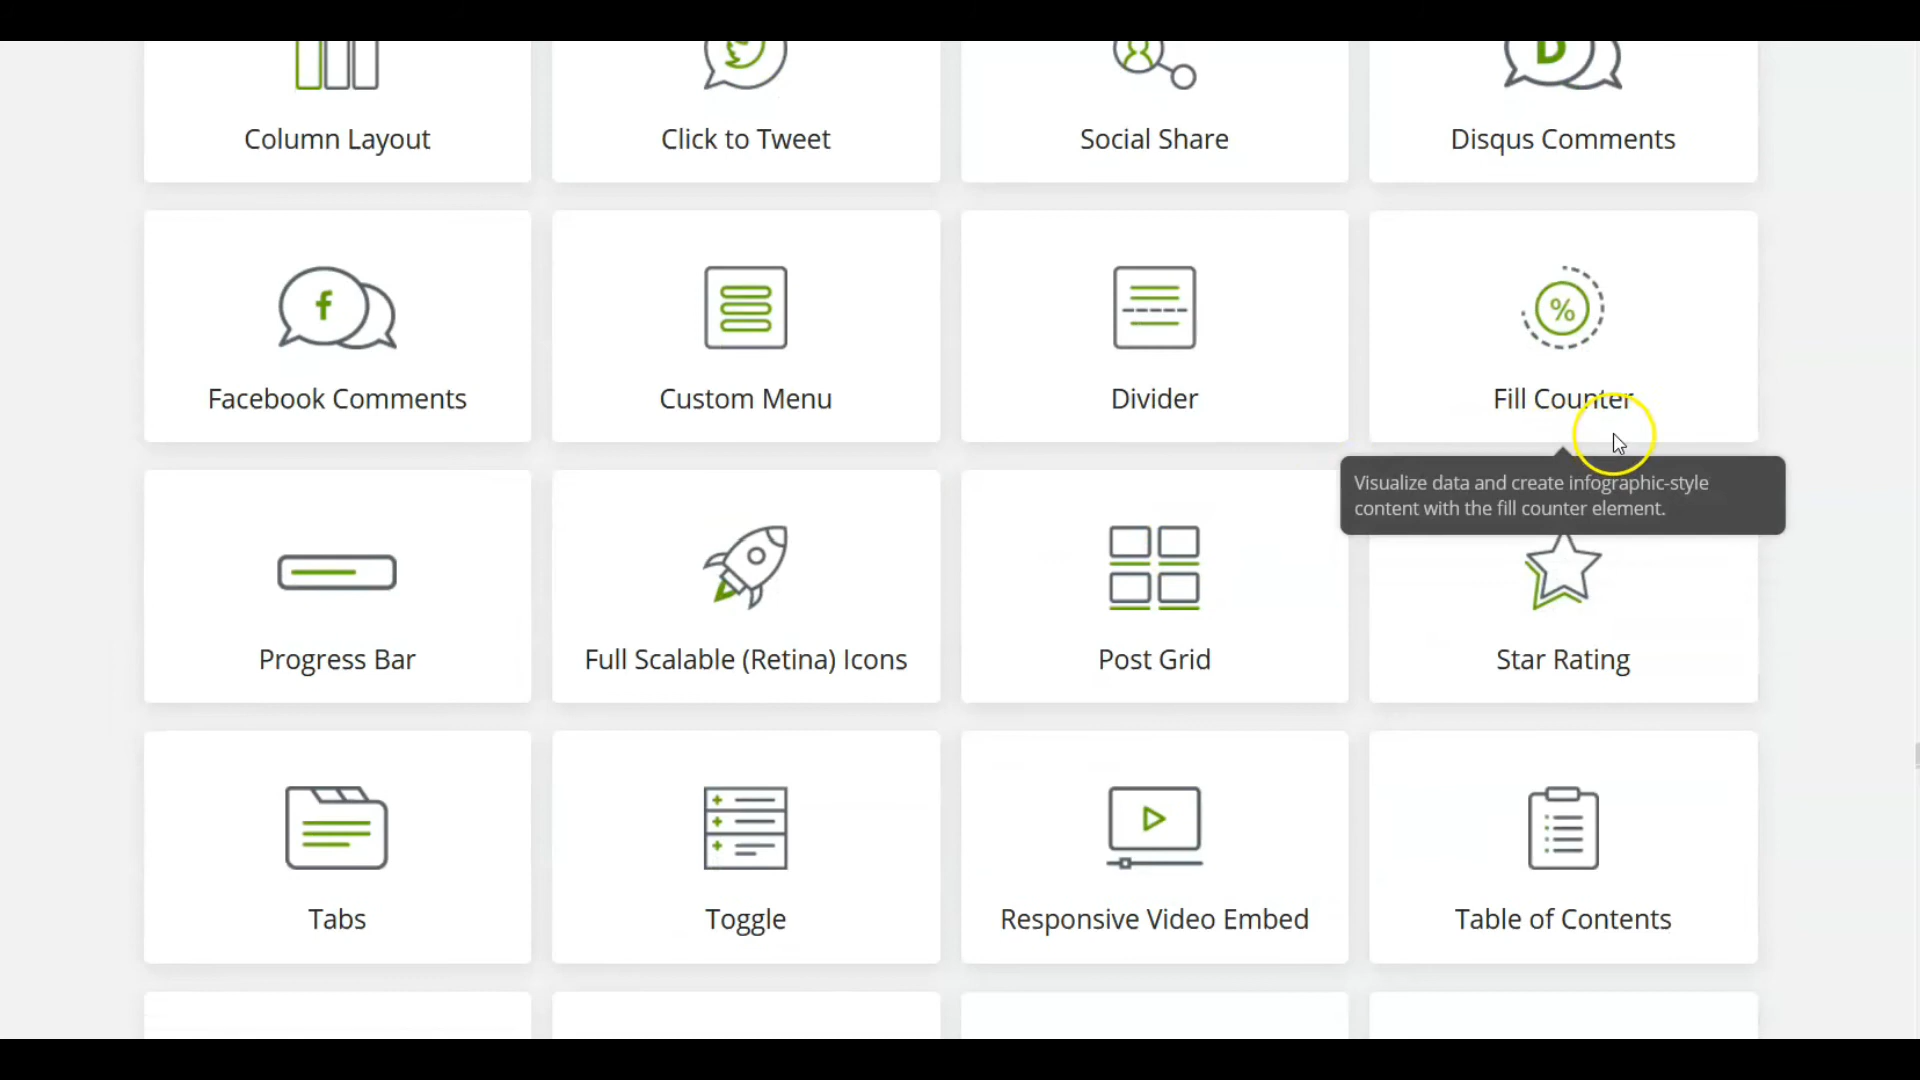 Column Layout
Click to Tweet
Social Share
D
Disqus Comments
f
%
Facebook Comments
Custom Menu
Divider
Fill Counter
Visualize data and create infographic-style
content with the fill counter element.
Progress Bar
Full Scalable (Retina) Icons
Post Grid
Star Rating
Tabs
Toggle
Responsive Video Embed
Table of Contents